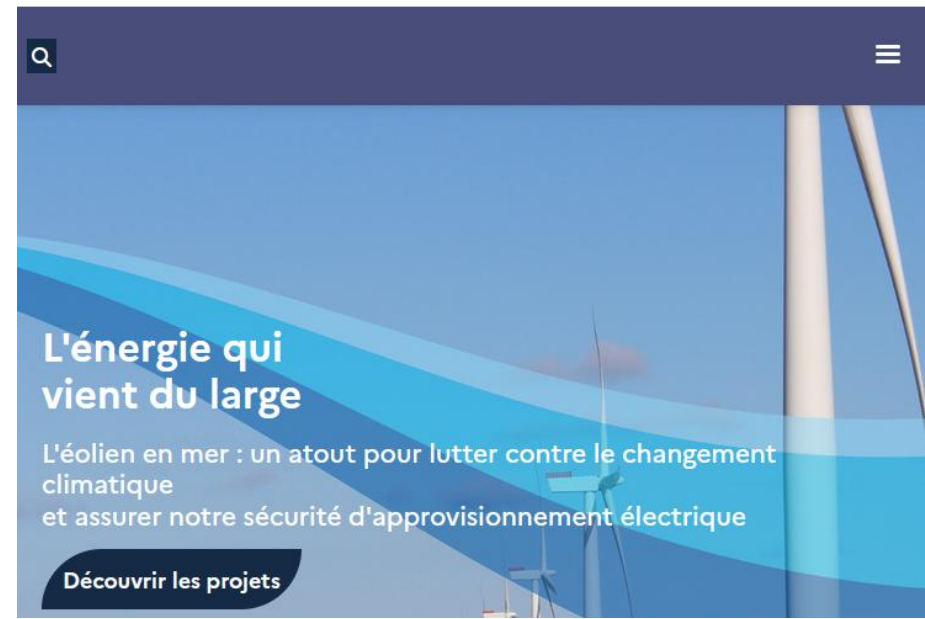 L'énergie qui
vient du large
L'éolien en mer : un atout pour lutter contre le changement
climatique
et assurer notre sécurité d'approvisionnement électrique
Découvrir les projets